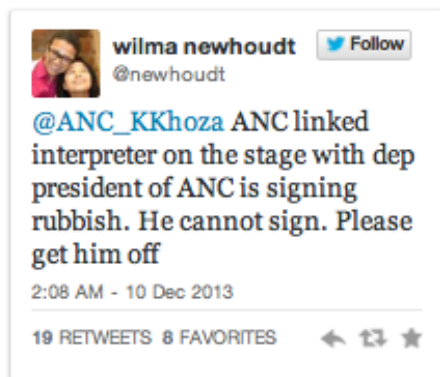 wilma newhoudt
Follow
@newhoudt
@ANC_KKhoza ANC linked
interpreter on the stage with dep
president of ANC is signing
rubbish. He cannot sign. Please
get him off
2:08 AM - 10 Dec 2013
19 RETWEETS 8 FAVORITES